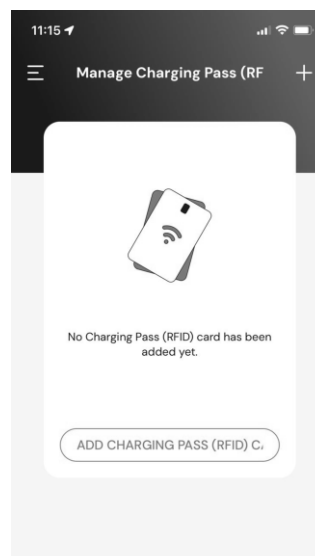 11:15
Manage Charging Pass (RF
No Charging Pass (RFID) card has been
added yet.
ADD CHARGING PASS (RFID) C